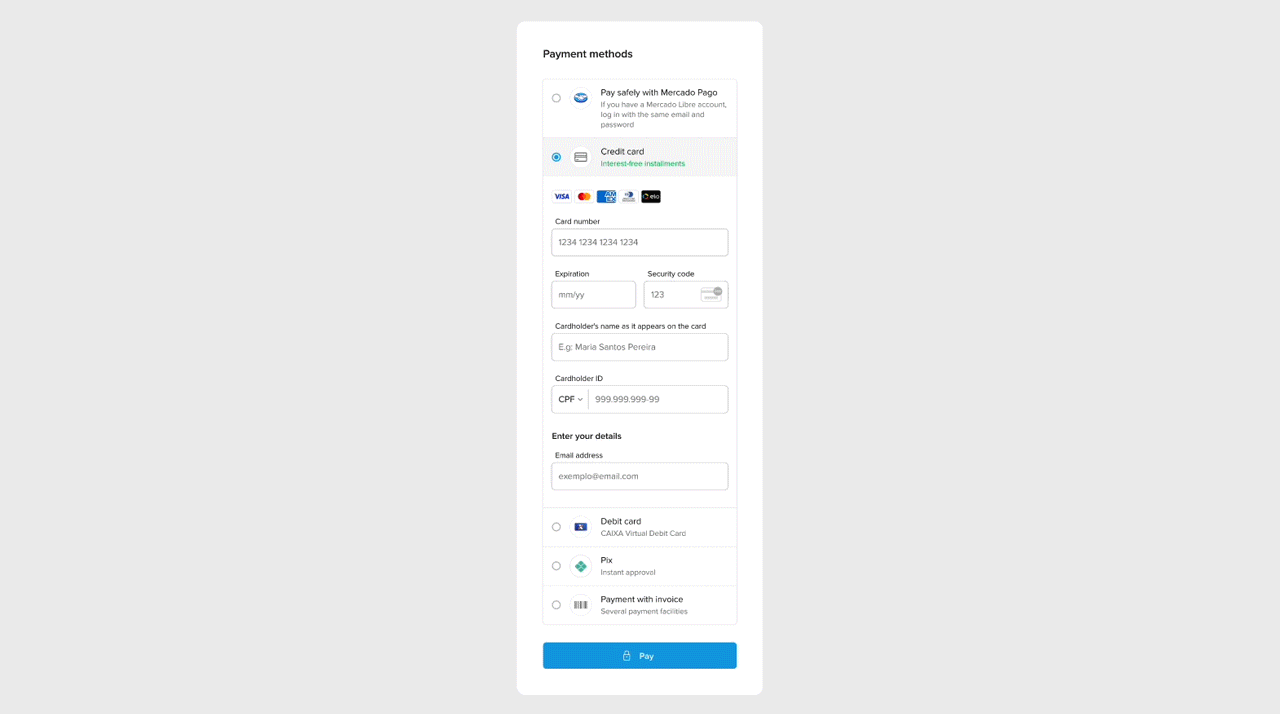 Payment methods
Pay safely with Mercado Pago
If you have a Mercado Libre account,
log in with the same email and
password
Credit card
Interest-free installments
VISA
AM
EX
elo
Card number
1234 1234 1234 1234
Expiration
Security code
mm/yy
123
Cardholder's name as it appears on the card
E.g: Maria Santos Pereira
Cardholder ID
CPF
999.999.999-99
Enter your details
Email address
exemplo@email.com
Debit card
CAIXA Virtual Debit Card
Pix
Instant approval
Payment with invoice
Several payment facilities
Pay